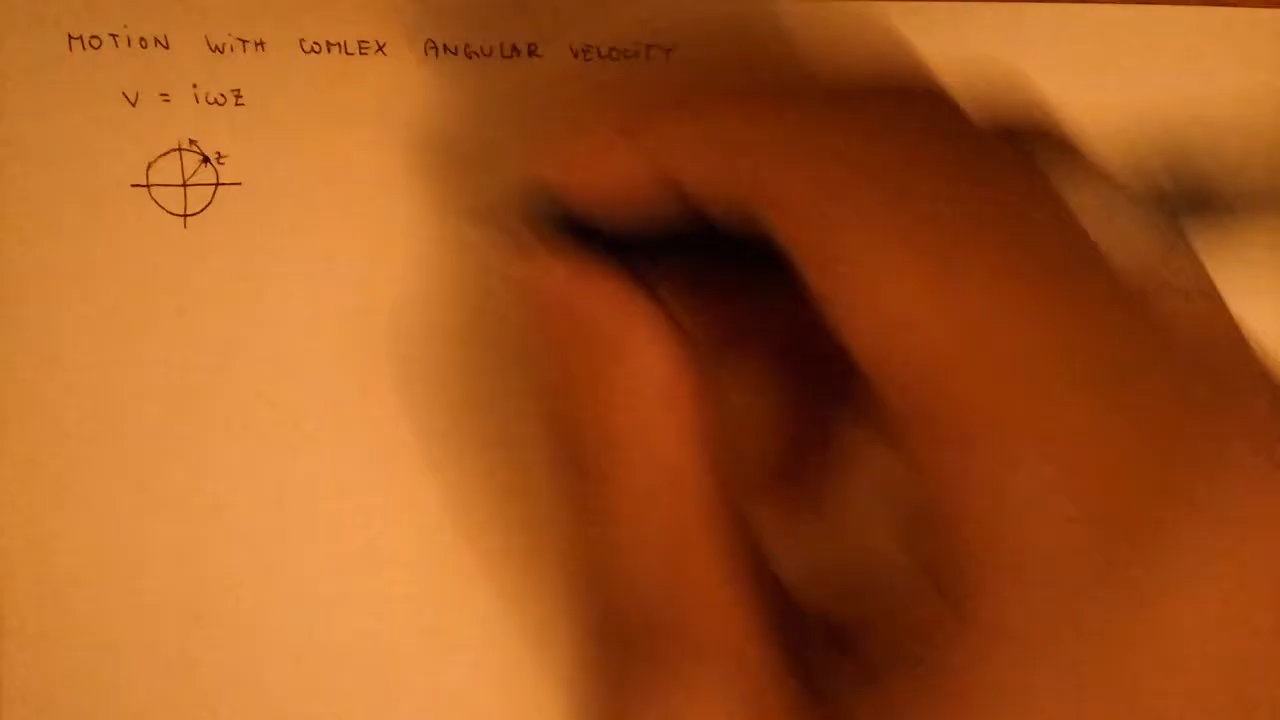 MOTION WITH COMLEX ANGULAR VELOCITY
V = iωz
z